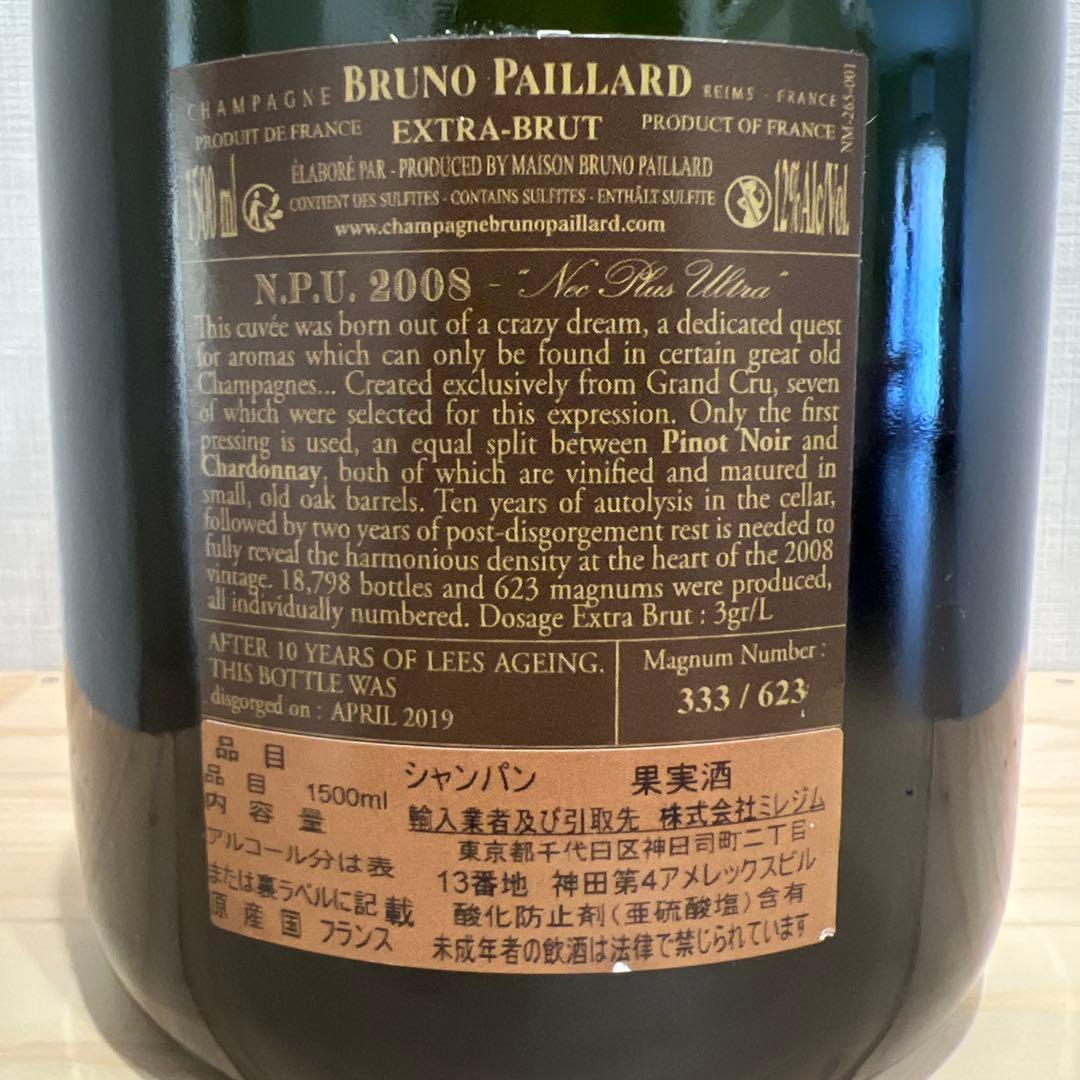 CHAMPAGNE BRUNO PAILLARD REIMS - FRANCE
NM-265-001
PRODUIT DE FRANCE EXTRA-BRUT PRODUCT OF FRANCE
ÉLABORÉ PAR - PRODUCED BY MAISON BRUNO PAILLARD
1500 ml CONTIENT DES SULFITES - CONTAINS SULFITES - ENTHÄLT SULFITE 12% Alc/Vol.
www.champagnebrunopaillard.com
N.P.U. 2008 - "Nec Plus Ultra"
This cuvée was born out of a crazy dream, a dedicated quest
for aromas which can only be found in certain great old
Champagnes... Created exclusively from Grand Cru, seven
of which were selected for this expression. Only the first
pressing is used, an equal split between Pinot Noir and
Chardonnay, both of which are vinified and matured in
small, old oak barrels. Ten years of autolysis in the cellar,
followed by two years of post-disgorgement rest is needed to
fully reveal the harmonious density at the heart of the 2008
vintage. 18,798 bottles and 623 magnums were produced,
all individually numbered. Dosage Extra Brut : 3gr/L
AFTER 10 YEARS OF LEES AGEING.
THIS BOTTLE WAS
disgorged on : APRIL 2019
Magnum Number :
333 / 623
品目 シャンパン 果実酒
品目
内容量 1500ml
アルコール分は表
または裏ラベルに記載
原産国 フランス
輸入業者及び引取先 株式会社ミレジム
東京都千代田区神田司町二丁目
13番地 神田第4アメレックスビル
酸化防止剤(亜硫酸塩)含有
未成年者の飲酒は法律で禁じられています